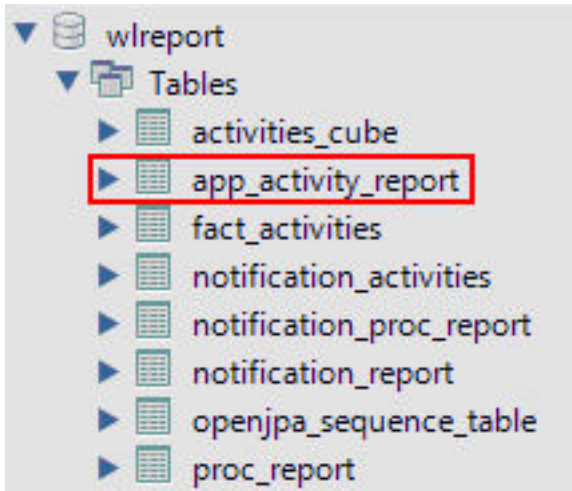 wlreport
Tables
activities_cube
app_activity_report
fact_activities
notification_activities
notification_proc_report
notification_report
openjpa_sequence_table
proc_report